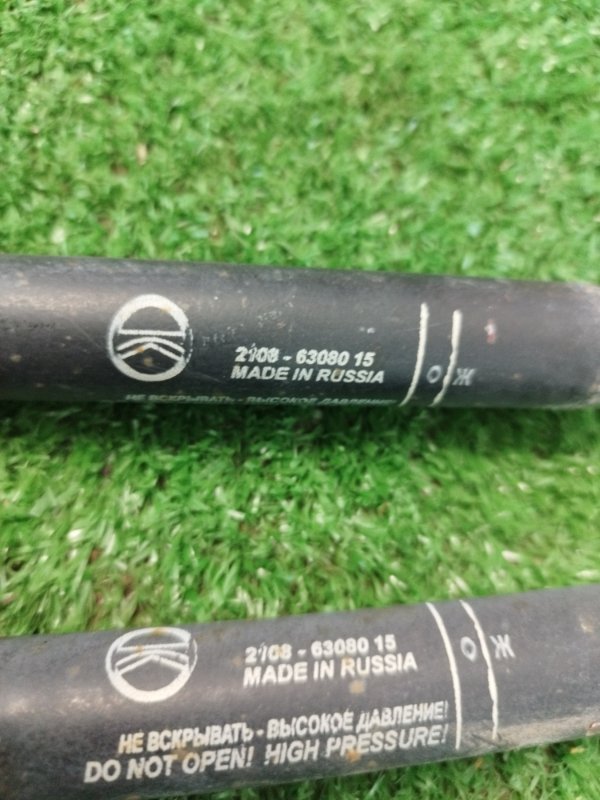 2108 - 63080 15
MADE IN RUSSIA
О Ж
НЕ ВСКРЫВАТЬ - ВЫСОКОЕ ДАВЛЕНИЕ!
2108 - 63080 15
MADE IN RUSSIA
О Ж
НЕ ВСКРЫВАТЬ - ВЫСОКОЕ ДАВЛЕНИЕ!
DO NOT OPEN! HIGH PRESSURE!